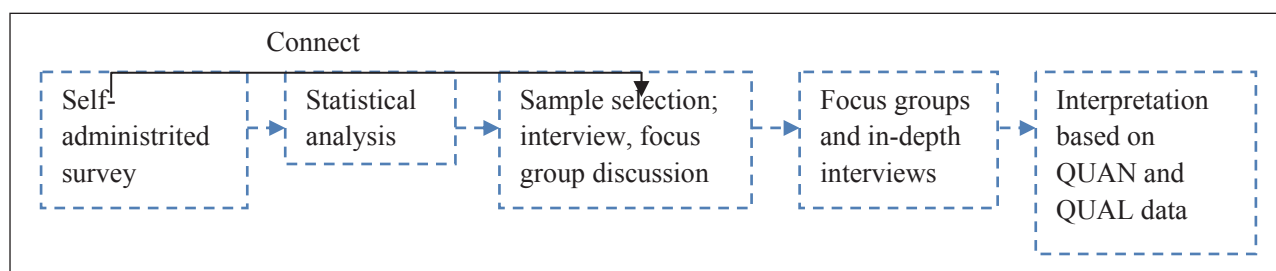 Connect
Self-
administrited
survey
Statistical
analysis
Sample selection;
interview, focus
group discussion
Focus groups
and in-depth
interviews
Interpretation
based on
QUAN and
QUAL data